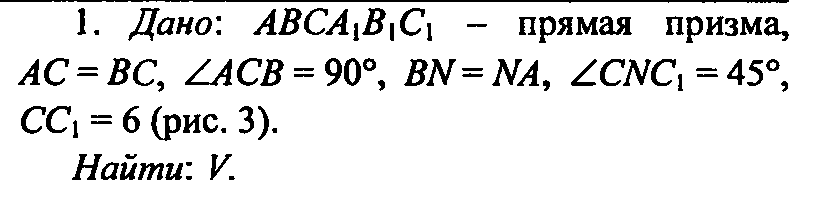 1. Дано: ABCA₁B₁C₁ – прямая призма,
AC = BC, ∠ACB = 90°, BN = NA, ∠CNC₁ = 45°,
CC₁ = 6 (рис. 3).
Найти: V.